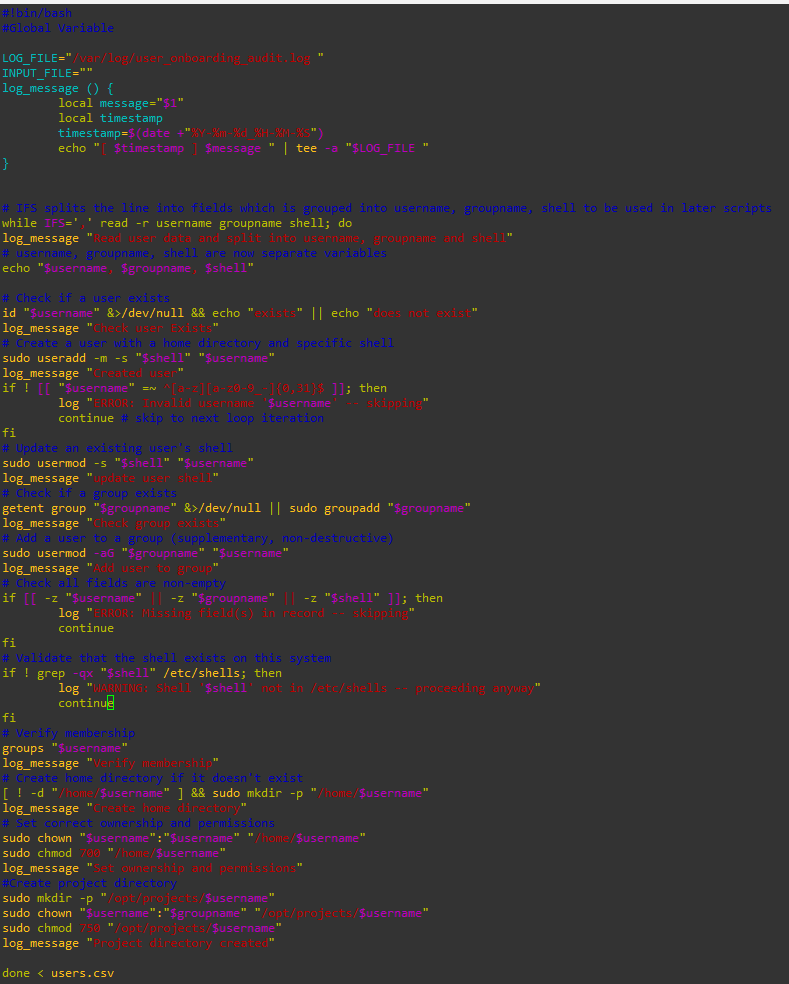 #!bin/bash
#Global Variable
LOG_FILE="/var/log/user_onboarding_audit.log "
INPUT_FILE=""
log_message () {
local message="$1"
local timestamp
timestamp=$(date +"%Y-%m-%d %H-%M-%S")
echo "[ $timestamp ] $message " | tee -a "$LOG_FILE "
}
# IFS splits the line into fields which is grouped into username, groupname, shell to be used in later scripts
while IFS=',' read -r username groupname shell; do
log_message "Read user data and split into username, groupname and shell"
# username, groupname, shell are now separate variables
echo "$username, $groupname, $shell"
# Check if a user exists
id "$username" &>/dev/null && echo "exists" || echo "does not exist"
log_message "Check user Exists"
# Create a user with a home directory and specific shell
sudo useradd -m -s "$shell" "$username"
log_message "Created user"
if ! [[ "$username" =~ ^[a-z][a-z0-9_-]{0,31}$ ]]; then
log "ERROR: Invalid username '$username' -- skipping"
continue # skip to next loop iteration
fi
# Update an existing user's shell
sudo usermod -s "$shell" "$username"
log_message "update user shell"
# Check if a group exists
getent group "$groupname" &>/dev/null || sudo groupadd "$groupname"
log_message "Check group exists"
# Add a user to a group (supplementary, non-destructive)
sudo usermod -aG "$groupname" "$username"
log_message "Add user to group"
# Check all fields are non-empty
if [[ -z "$username" || -z "$groupname" || -z "$shell" ]]; then
log "ERROR: Missing field(s) in record -- skipping"
continue
fi
# Validate that the shell exists on this system
if ! grep -qx "$shell" /etc/shells; then
log "WARNING: Shell '$shell' not in /etc/shells -- proceeding anyway"
continue
fi
# Verify membership
groups "$username"
log_message "Verify membership"
# Create home directory if it doesn't exist
[ ! -d "/home/$username" ] && sudo mkdir -p "/home/$username"
log_message "Create home directory"
# Set correct ownership and permissions
sudo chown "$username":"$username" "/home/$username"
sudo chmod 700 "/home/$username"
log_message "Set ownership and permissions"
#Create project directory
sudo mkdir -p "/opt/projects/$username"
sudo chown "$username":"$groupname" "/opt/projects/$username"
sudo chmod 750 "/opt/projects/$username"
log_message "Project directory created"
done < users.csv